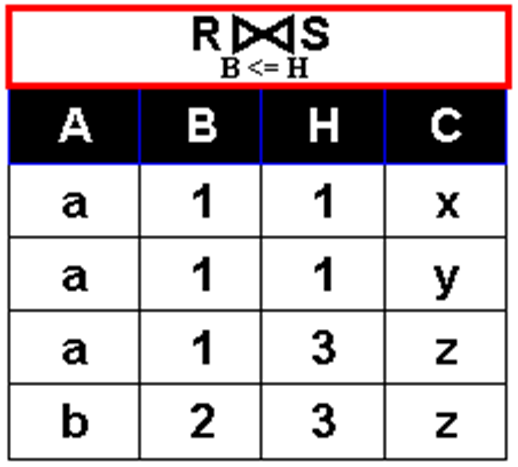 R ⋈ S
B <= H
A B H C
a 1 1 x
a 1 1 y
a 1 3 z
b 2 3 z